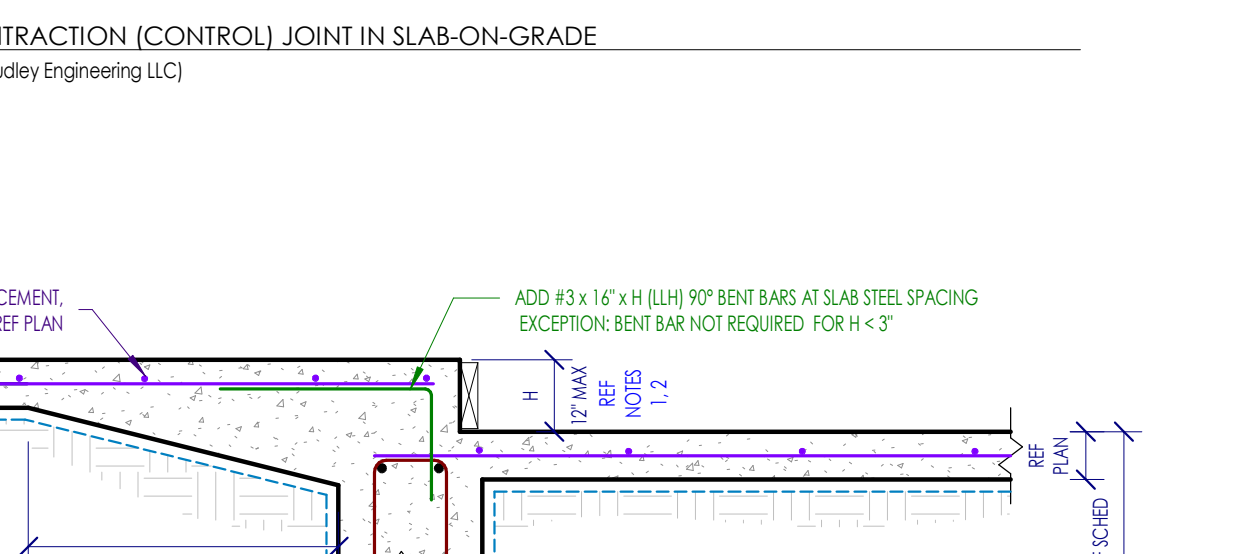 NTRACTION (CONTROL) JOINT IN SLAB-ON-GRADE
udley Engineering LLC)
CEMENT,
REF PLAN
ADD #3 x 16" x H (LLH) 90° BENT BARS AT SLAB STEEL SPACING
EXCEPTION: BENT BAR NOT REQUIRED FOR H < 3"
H
12" MAX
REF
NOTES
1, 2
REF
PLAN
SCHED